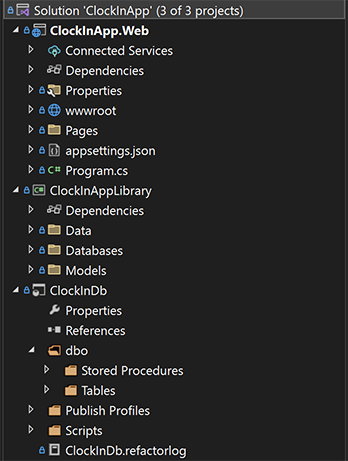 Solution 'ClockInApp' (3 of 3 projects)
ClockInApp.Web
Connected Services
Dependencies
Properties
wwwroot
Pages
appsettings.json
C# Program.cs
C# ClockInAppLibrary
Dependencies
Data
Databases
Models
ClockInDb
Properties
References
dbo
Stored Procedures
Tables
Publish Profiles
Scripts
ClockInDb.refactorlog